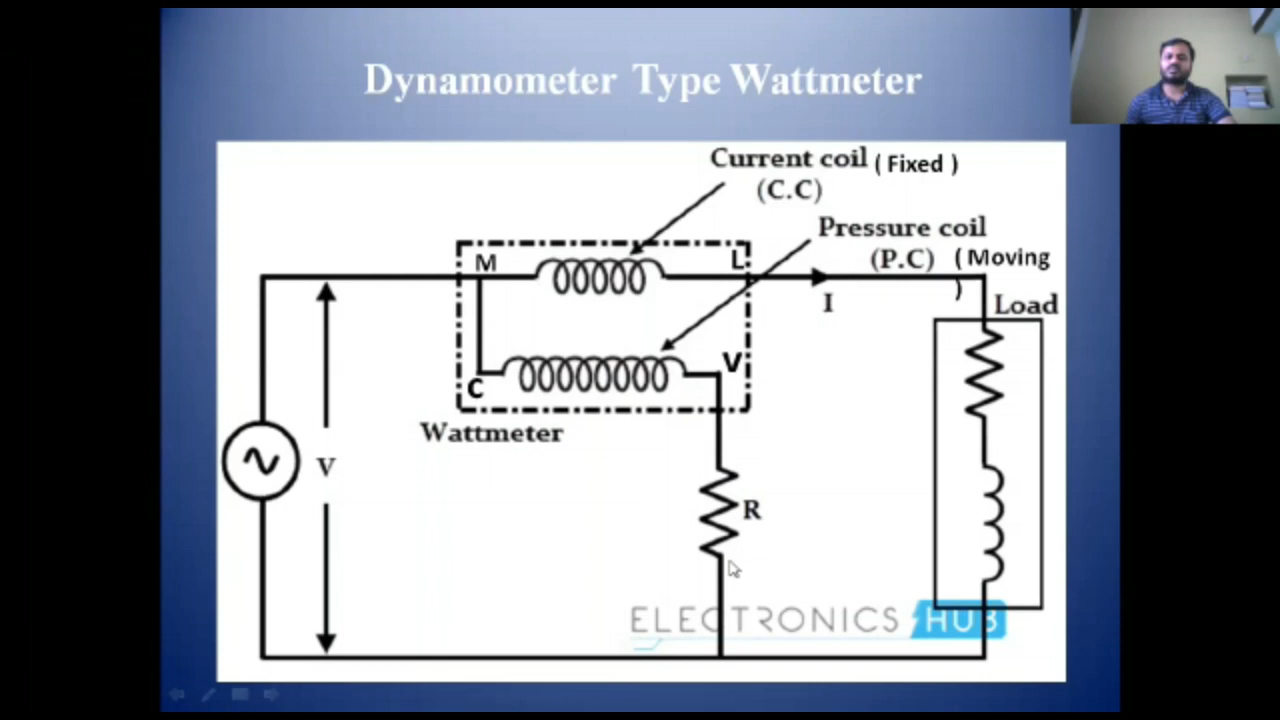 Dynamometer Type Wattmeter
Current coil ( Fixed )
(C.C)
Pressure coil
(P.C) ( Moving
)
M
L
I
Load
C
V
Wattmeter
V
R
ELECTRONICS HUB